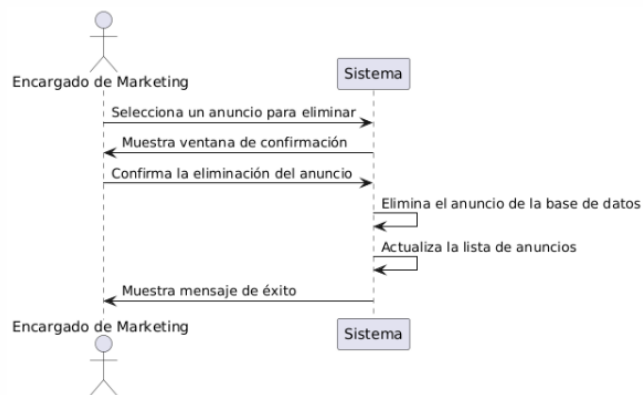 Encargado de Marketing
Sistema
Selecciona un anuncio para eliminar
Muestra ventana de confirmación
Confirma la eliminación del anuncio
Elimina el anuncio de la base de datos
Actualiza la lista de anuncios
Muestra mensaje de éxito
Encargado de Marketing
Sistema